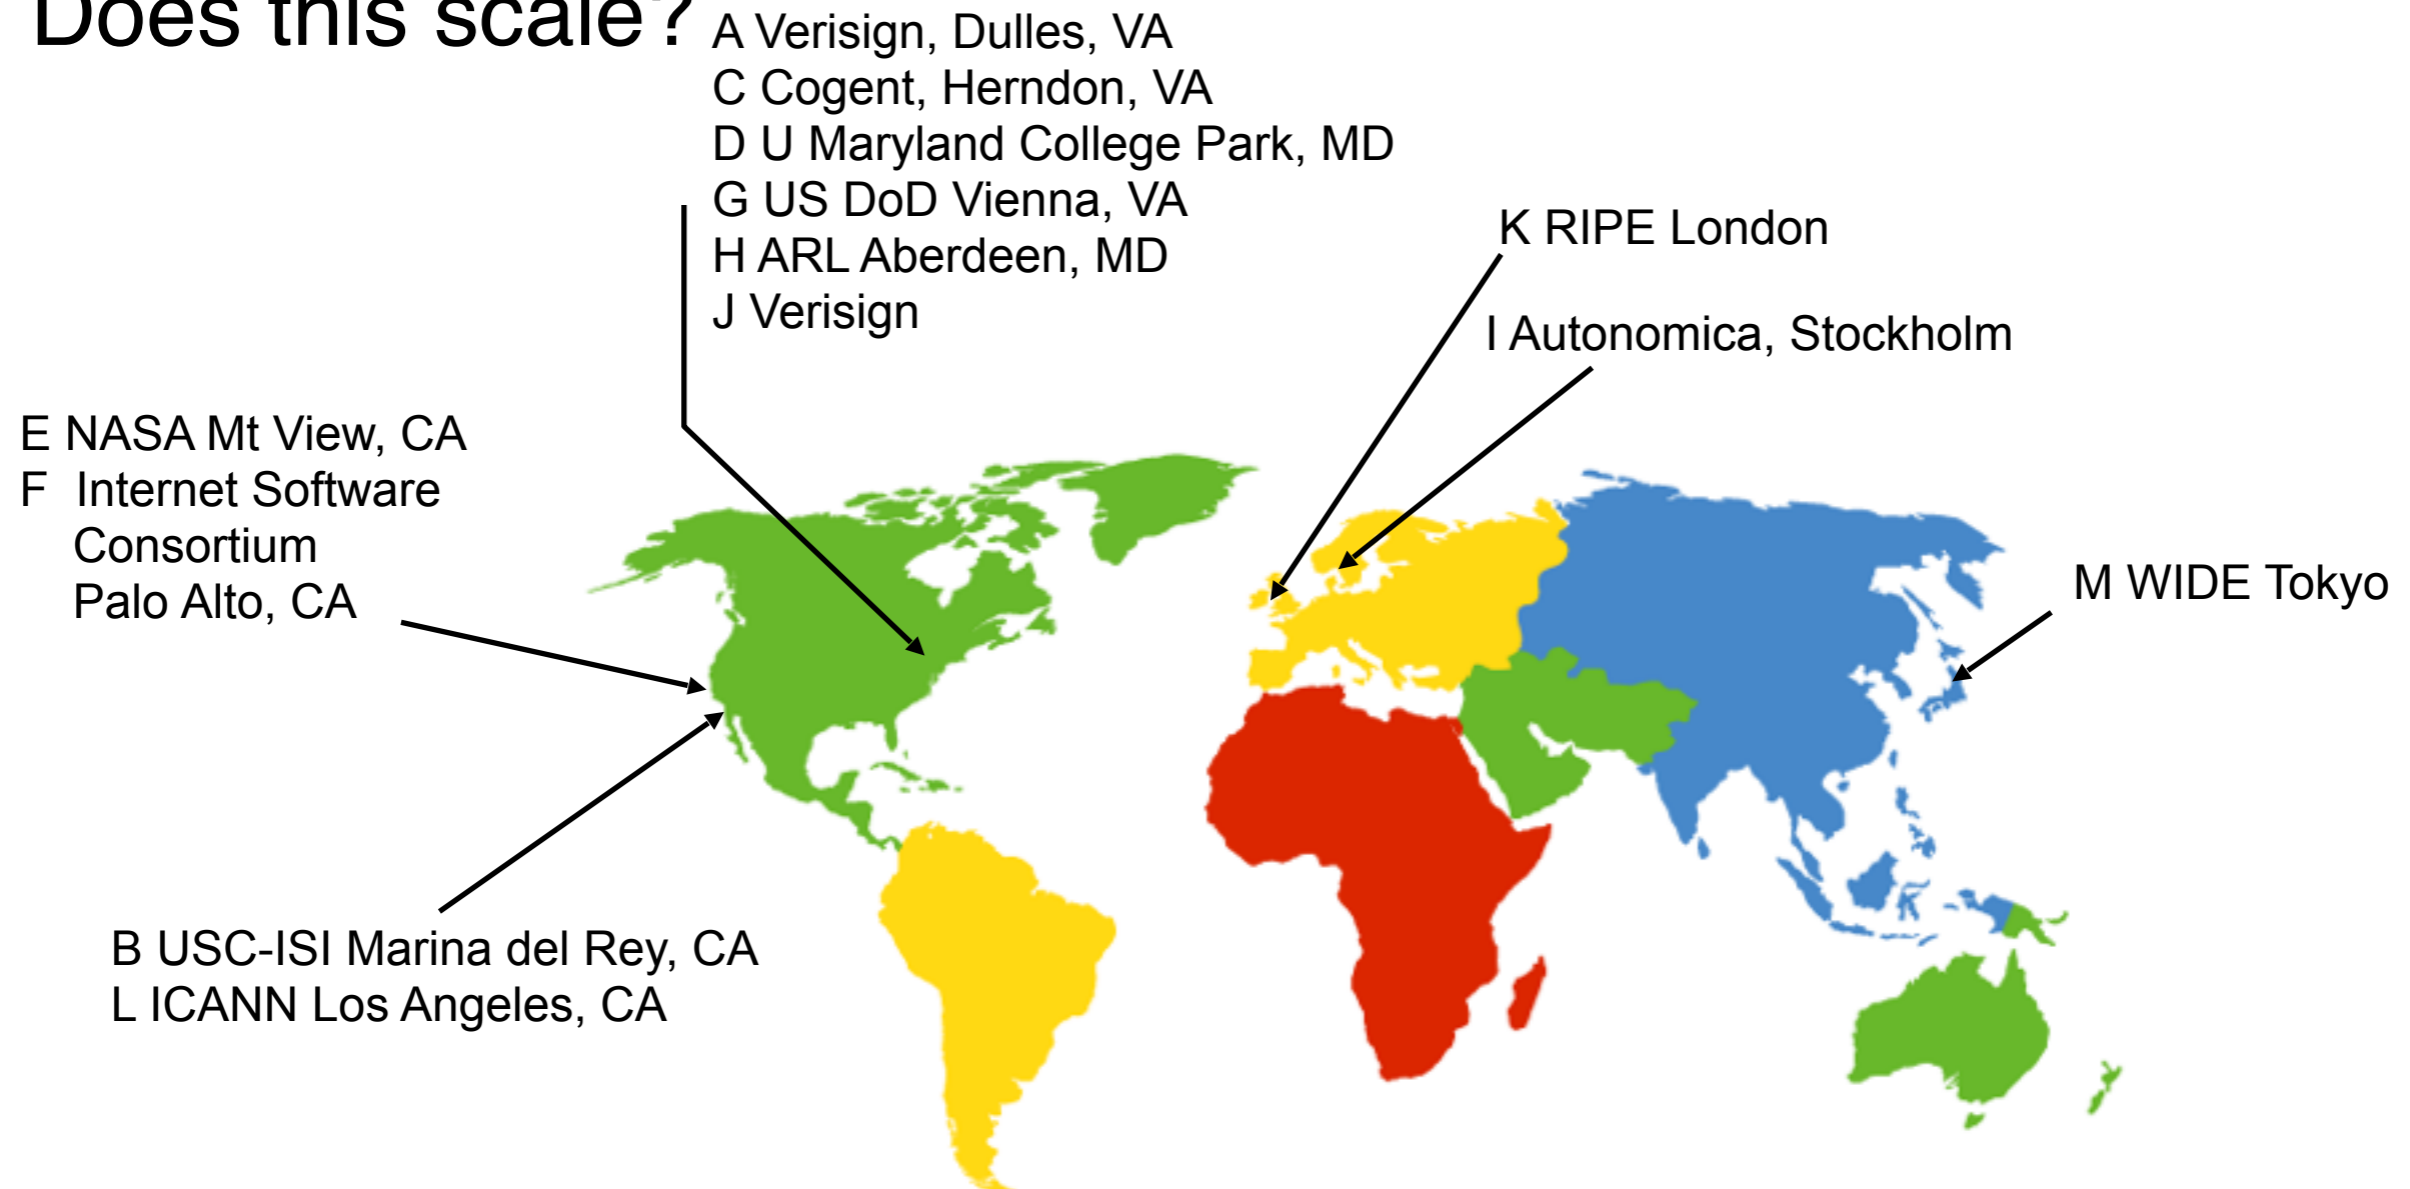 Does this scale?
A Verisign, Dulles, VA
C Cogent, Herndon, VA
D U Maryland College Park, MD
G US DoD Vienna, VA
H ARL Aberdeen, MD
J Verisign
K RIPE London
I Autonomica, Stockholm
E NASA Mt View, CA
F Internet Software
Consortium
Palo Alto, CA
M WIDE Tokyo
B USC-ISI Marina del Rey, CA
L ICANN Los Angeles, CA